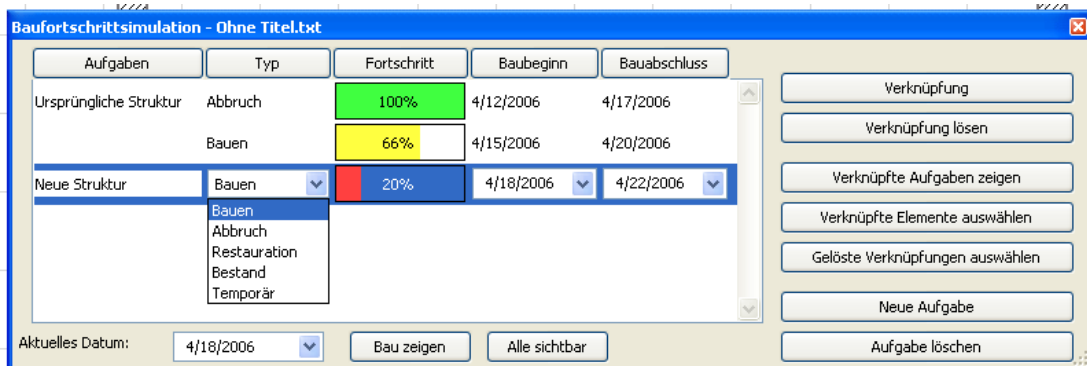 Baufortschrittsimulation - Ohne Titel.txt
Aufgaben Typ Fortschritt Baubeginn Bauabschluss
Ursprüngliche Struktur Abbruch 100% 4/12/2006 4/17/2006
Bauen 66% 4/15/2006 4/20/2006
Neue Struktur Bauen 20% 4/18/2006 4/22/2006
Bauen
Abbruch
Restauration
Bestand
Temporär
Verknüpfung
Verknüpfung lösen
Verknüpfte Aufgaben zeigen
Verknüpfte Elemente auswählen
Gelöste Verknüpfungen auswählen
Neue Aufgabe
Aufgabe löschen
Aktuelles Datum: 4/18/2006 Bau zeigen Alle sichtbar